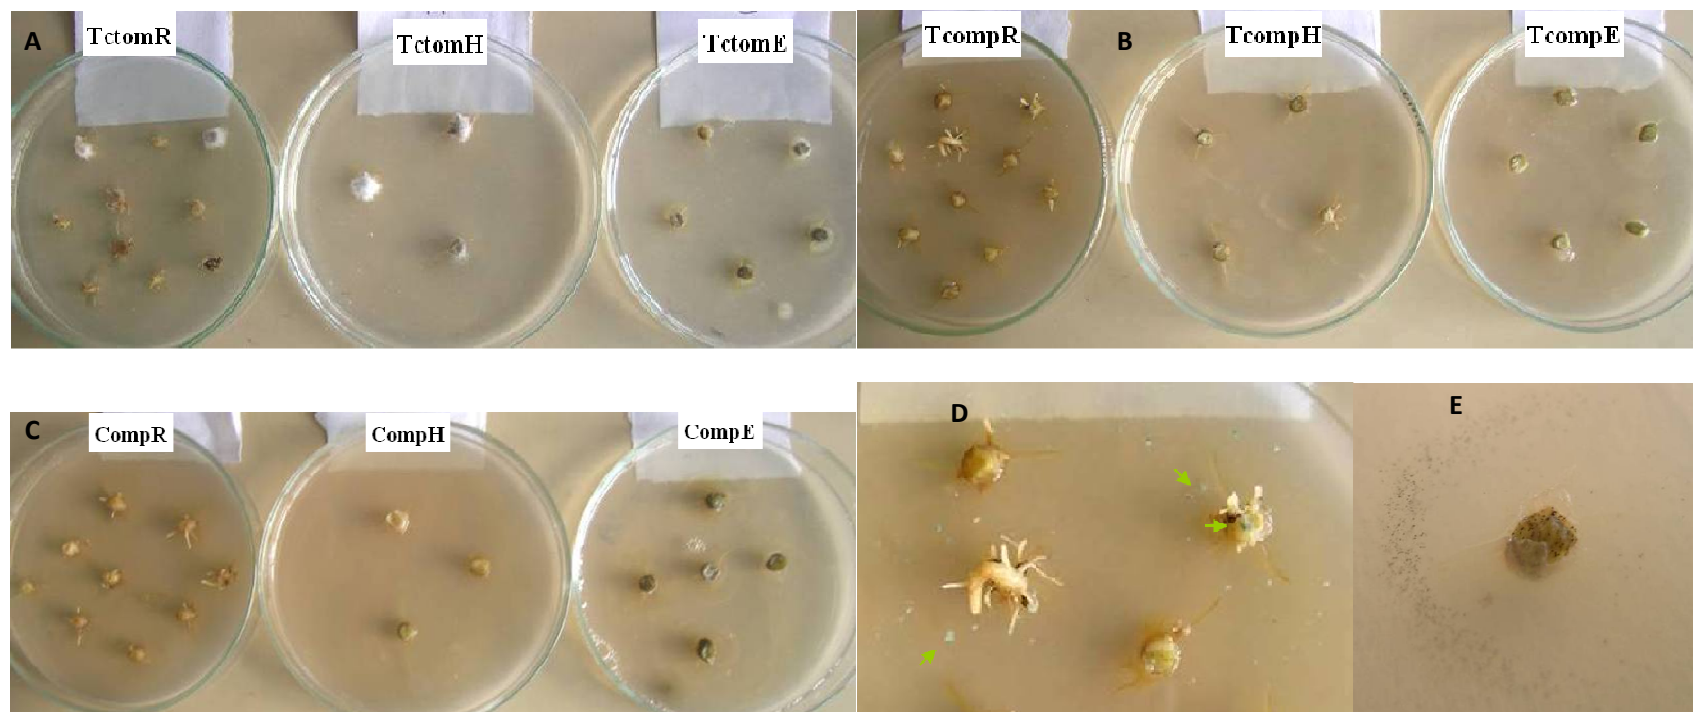 A
TctomR
TctomH
TctomE
TcompR
B
TcompH
TcompE
C
CompR
CompH
CompE
D
E